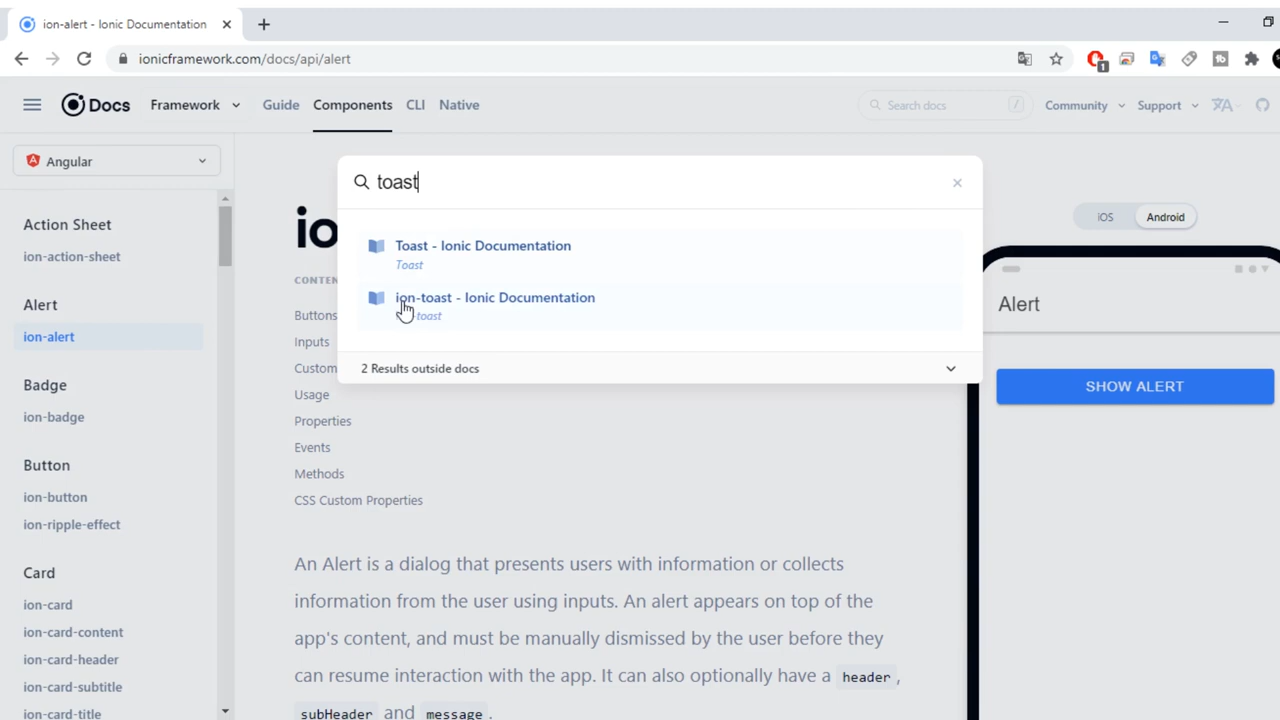 ion-alert - Ionic Documentation
ionicframework.com/docs/api/alert
1
Docs
Framework
Guide
Components
CLI
Native
Search docs
/
Community
Support
Angular
Action Sheet
ion-action-sheet
Alert
ion-alert
Badge
ion-badge
Button
ion-button
ion-ripple-effect
Card
ion-card
ion-card-content
ion-card-header
ion-card-subtitle
ion-card-title
toast
Toast - Ionic Documentation
Toast
ion-toast - Ionic Documentation
toast
2 Results outside docs
Buttons
Inputs
Custom
Usage
Properties
Events
Methods
CSS Custom Properties
An Alert is a dialog that presents users with information or collects
information from the user using inputs. An alert appears on top of the
app's content, and must be manually dismissed by the user before they
can resume interaction with the app. It can also optionally have a header,
subHeader and message.
iOS
Android
Alert
SHOW ALERT